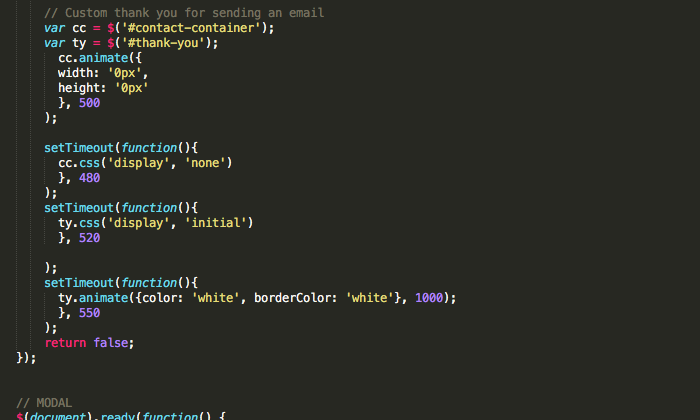 // Custom thank you for sending an email
var cc = $('#contact-container');
var ty = $('#thank-you');
cc.animate({
width: '0px',
height: '0px'
}, 500
);
setTimeout(function(){
cc.css('display', 'none')
}, 480
);
setTimeout(function(){
ty.css('display', 'initial')
}, 520
);
setTimeout(function(){
ty.animate({color: 'white', borderColor: 'white'}, 1000);
}, 550
);
return false;
});
// MODAL
$(document).ready(function() {